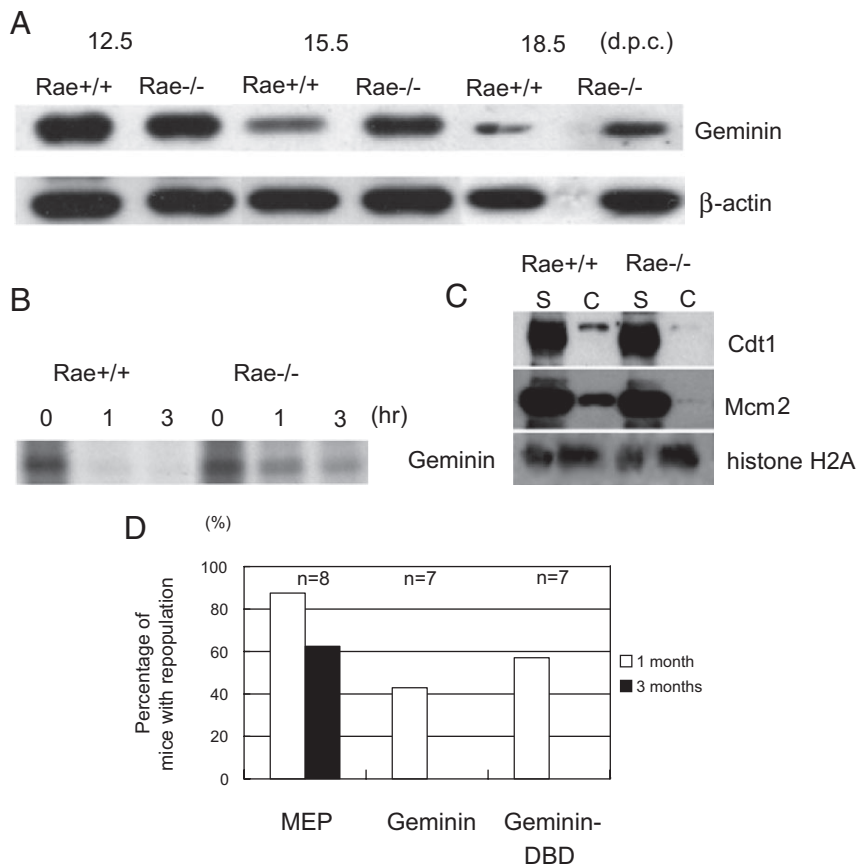 A
12.5 15.5 18.5 (d.p.c.)
Rae+/+ Rae-/- Rae+/+ Rae-/- Rae+/+ Rae-/-
Geminin
β-actin
B
Rae+/+ Rae-/-
0 1 3 0 1 3 (hr)
Geminin
C
Rae+/+ Rae-/-
S C S C
Cdt1
Mcm2
histone H2A
D
(%)
Percentage of
mice with repopulation
100
80
60
40
20
0
n=8 n=7 n=7
1 month
3 months
MEP Geminin Geminin-
DBD